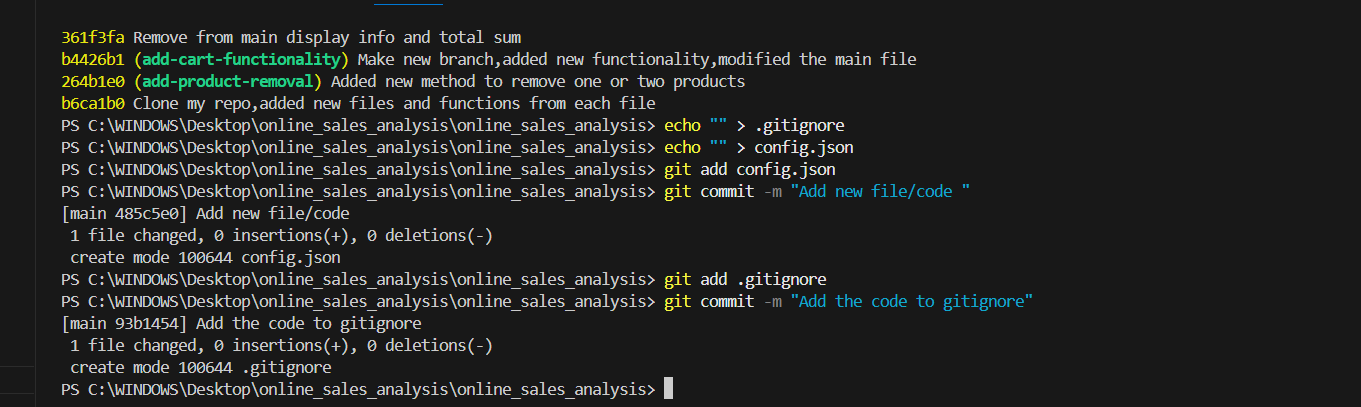 361f3fa Remove from main display info and total sum
b4426b1 (add-cart-functionality) Make new branch,added new functionality,modified the main file
264b1e0 (add-product-removal) Added new method to remove one or two products
b6ca1b0 Clone my repo,added new files and functions from each file
PS C:\WINDOWS\Desktop\online_sales_analysis\online_sales_analysis> echo "" > .gitignore
PS C:\WINDOWS\Desktop\online_sales_analysis\online_sales_analysis> echo "" > config.json
PS C:\WINDOWS\Desktop\online_sales_analysis\online_sales_analysis> git add config.json
PS C:\WINDOWS\Desktop\online_sales_analysis\online_sales_analysis> git commit -m "Add new file/code "
[main 485c5e0] Add new file/code
 1 file changed, 0 insertions(+), 0 deletions(-)
 create mode 100644 config.json
PS C:\WINDOWS\Desktop\online_sales_analysis\online_sales_analysis> git add .gitignore
PS C:\WINDOWS\Desktop\online_sales_analysis\online_sales_analysis> git commit -m "Add the code to gitignore"
[main 93b1454] Add the code to gitignore
 1 file changed, 0 insertions(+), 0 deletions(-)
 create mode 100644 .gitignore
PS C:\WINDOWS\Desktop\online_sales_analysis\online_sales_analysis>